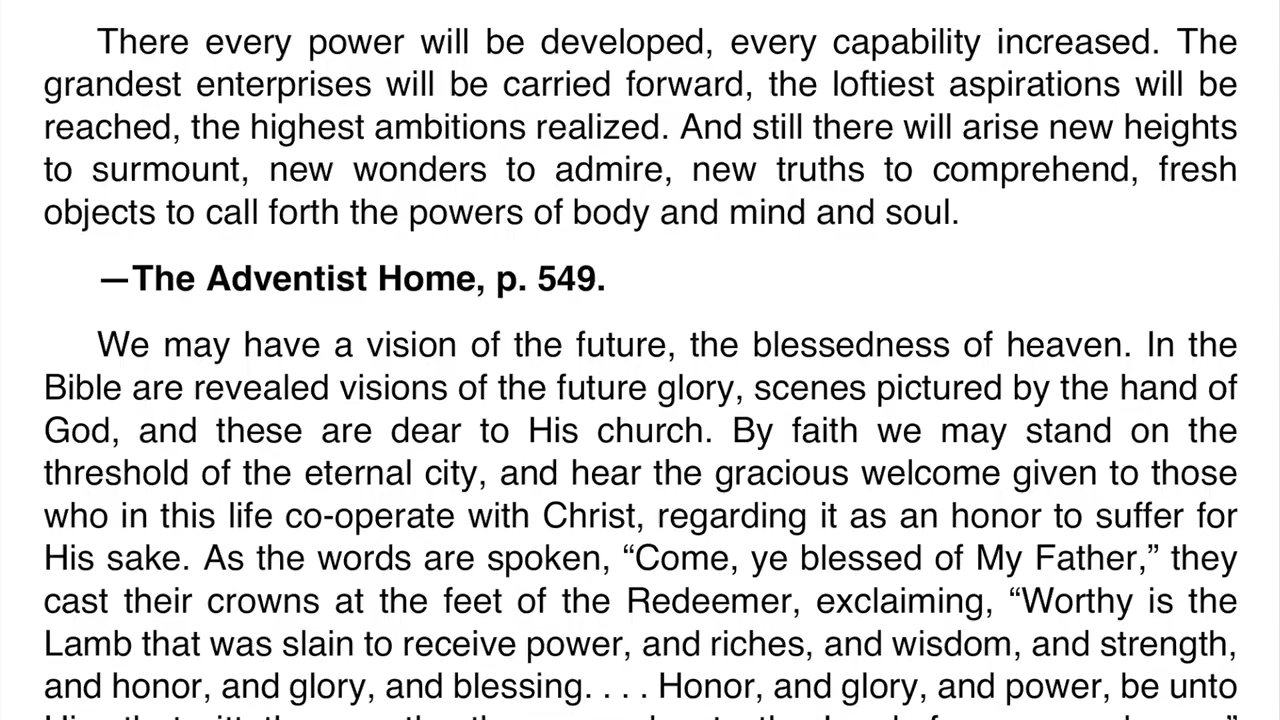 There every power will be developed, every capability increased. The
grandest enterprises will be carried forward, the loftiest aspirations will be
reached, the highest ambitions realized. And still there will arise new heights
to surmount, new wonders to admire, new truths to comprehend, fresh
objects to call forth the powers of body and mind and soul.
—The Adventist Home, p. 549.
We may have a vision of the future, the blessedness of heaven. In the
Bible are revealed visions of the future glory, scenes pictured by the hand of
God, and these are dear to His church. By faith we may stand on the
threshold of the eternal city, and hear the gracious welcome given to those
who in this life co-operate with Christ, regarding it as an honor to suffer for
His sake. As the words are spoken, “Come, ye blessed of My Father,” they
cast their crowns at the feet of the Redeemer, exclaiming, “Worthy is the
Lamb that was slain to receive power, and riches, and wisdom, and strength,
and honor, and glory, and blessing. . . . Honor, and glory, and power, be unto